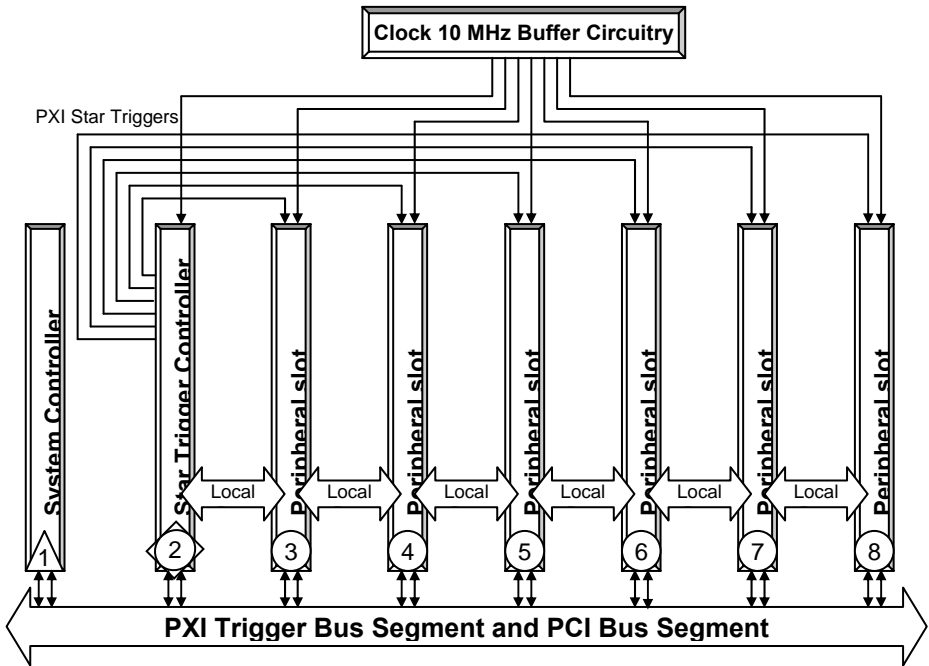 Clock 10 MHz Buffer Circuitry
PXI Star Triggers
System Controller
Star Trigger Controller
Peripheral slot
Peripheral slot
Peripheral slot
Peripheral slot
Peripheral slot
Peripheral slot
Local
Local
Local
Local
Local
Local
1
2
3
4
5
6
7
8
PXI Trigger Bus Segment and PCI Bus Segment